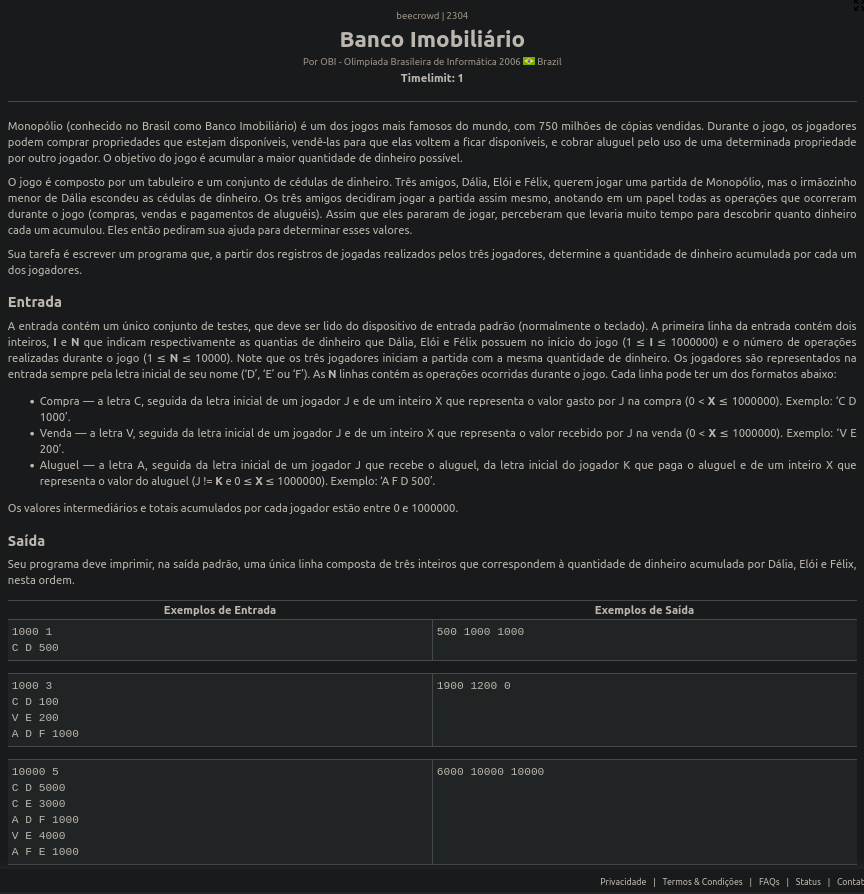 beecrowd | 2304
Banco Imobiliário
Por OBI - Olimpíada Brasileira de Informática 2006 Brazil
Timelimit: 1
Monopólio (conhecido no Brasil como Banco Imobiliário) é um dos jogos mais famosos do mundo, com 750 milhões de cópias vendidas. Durante o jogo, os jogadores
podem comprar propriedades que estejam disponíveis, vendê-las para que elas voltem a ficar disponíveis, e cobrar aluguel pelo uso de uma determinada propriedade
por outro jogador. O objetivo do jogo é acumular a maior quantidade de dinheiro possível.
O jogo é composto por um tabuleiro e um conjunto de cédulas de dinheiro. Três amigos, Dália, Elói e Félix, querem jogar uma partida de Monopólio, mas o irmãozinho
menor de Dália escondeu as cédulas de dinheiro. Os três amigos decidiram jogar a partida assim mesmo, anotando em um papel todas as operações que ocorreram
durante o jogo (compras, vendas e pagamentos de aluguéis). Assim que eles pararam de jogar, perceberam que levaria muito tempo para descobrir quanto dinheiro
cada um acumulou. Eles então pediram sua ajuda para determinar esses valores.
Sua tarefa é escrever um programa que, a partir dos registros de jogadas realizados pelos três jogadores, determine a quantidade de dinheiro acumulada por cada um
dos jogadores.
Entrada
A entrada contém um único conjunto de testes, que deve ser lido do dispositivo de entrada padrão (normalmente o teclado). A primeira linha da entrada contém dois
inteiros, I e N que indicam respectivamente as quantias de dinheiro que Dália, Elói e Félix possuem no início do jogo (1 ≤ I ≤ 1000000) e o número de operações
realizadas durante o jogo (1 ≤ N ≤ 10000). Note que os três jogadores iniciam a partida com a mesma quantidade de dinheiro. Os jogadores são representados na
entrada sempre pela letra inicial de seu nome (‘D’, ‘E’ ou ‘F’). As N linhas contém as operações ocorridas durante o jogo. Cada linha pode ter um dos formatos abaixo:
• Compra — a letra C, seguida da letra inicial de um jogador J e de um inteiro X que representa o valor gasto por J na compra (0 < X ≤ 1000000). Exemplo: ‘C D
1000’.
• Venda — a letra V, seguida da letra inicial de um jogador J e de um inteiro X que representa o valor recebido por J na venda (0 < X ≤ 1000000). Exemplo: ‘V E
200’.
• Aluguel — a letra A, seguida da letra inicial de um jogador J que recebe o aluguel, da letra inicial do jogador K que paga o aluguel e de um inteiro X que
representa o valor do aluguel (J != K e 0 ≤ X ≤ 1000000). Exemplo: ‘A F D 500’.
Os valores intermediários e totais acumulados por cada jogador estão entre 0 e 1000000.
Saída
Seu programa deve imprimir, na saída padrão, uma única linha composta de três inteiros que correspondem à quantidade de dinheiro acumulada por Dália, Elói e Félix,
nesta ordem.
Exemplos de Entrada Exemplos de Saída
1000 1 500 1000 1000
C D 500
1000 3 1900 1200 0
C D 100
V E 200
A D F 1000
10000 5 6000 10000 10000
C D 5000
C E 3000
A D F 1000
V E 4000
A F E 1000
Privacidade | Termos & Condições | FAQs | Status | Contat